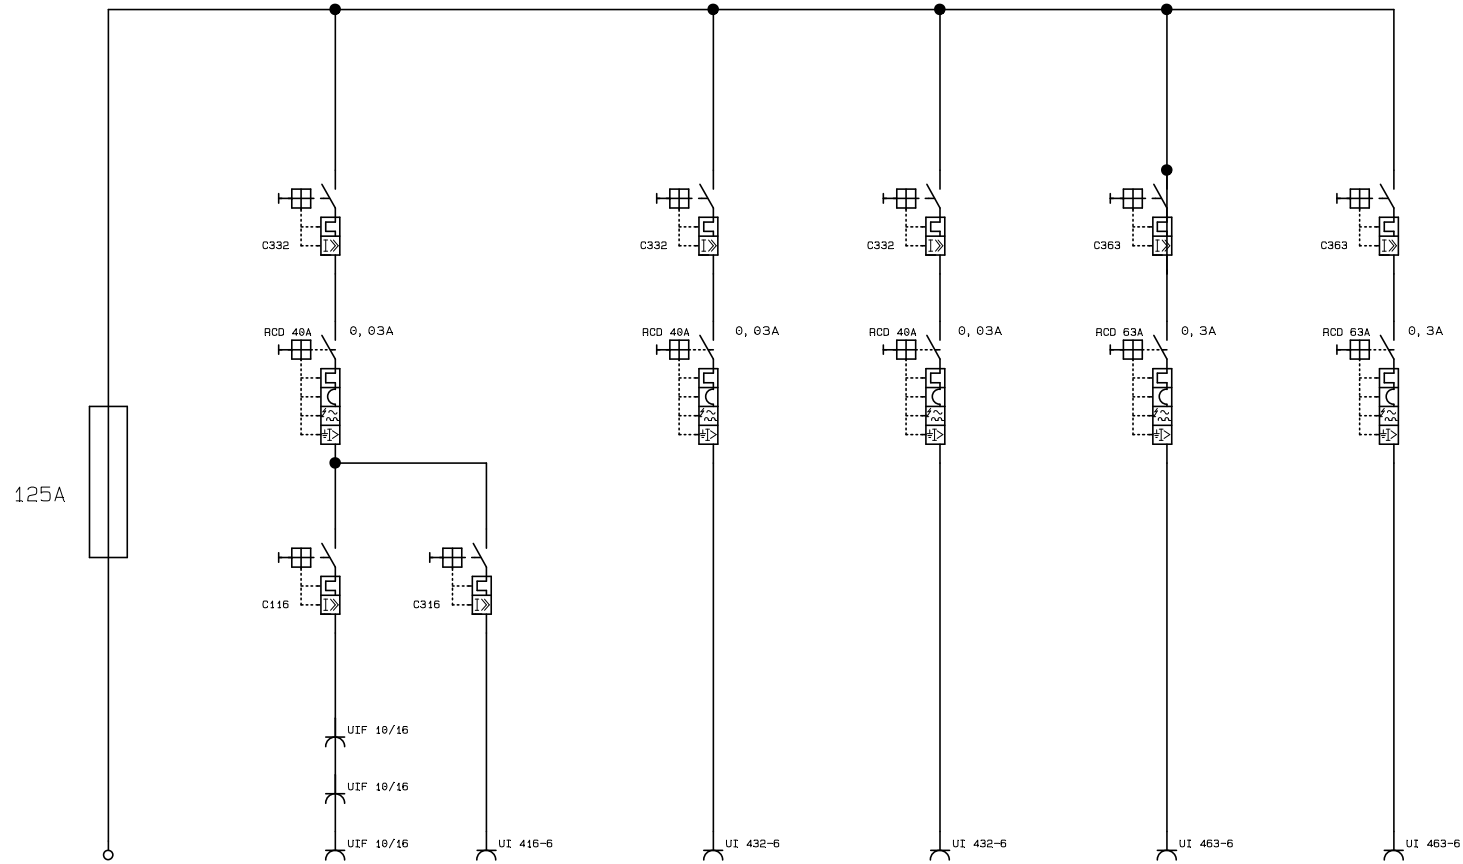 C332 C332 C332 C363 C363
RCD 40A 0,03A RCD 40A 0,03A RCD 40A 0,03A RCD 63A 0,3A RCD 63A 0,3A
125A
C116 C316
UIF 10/16
UIF 10/16
UIF 10/16 UI 416-6 UI 432-6 UI 432-6 UI 463-6 UI 463-6